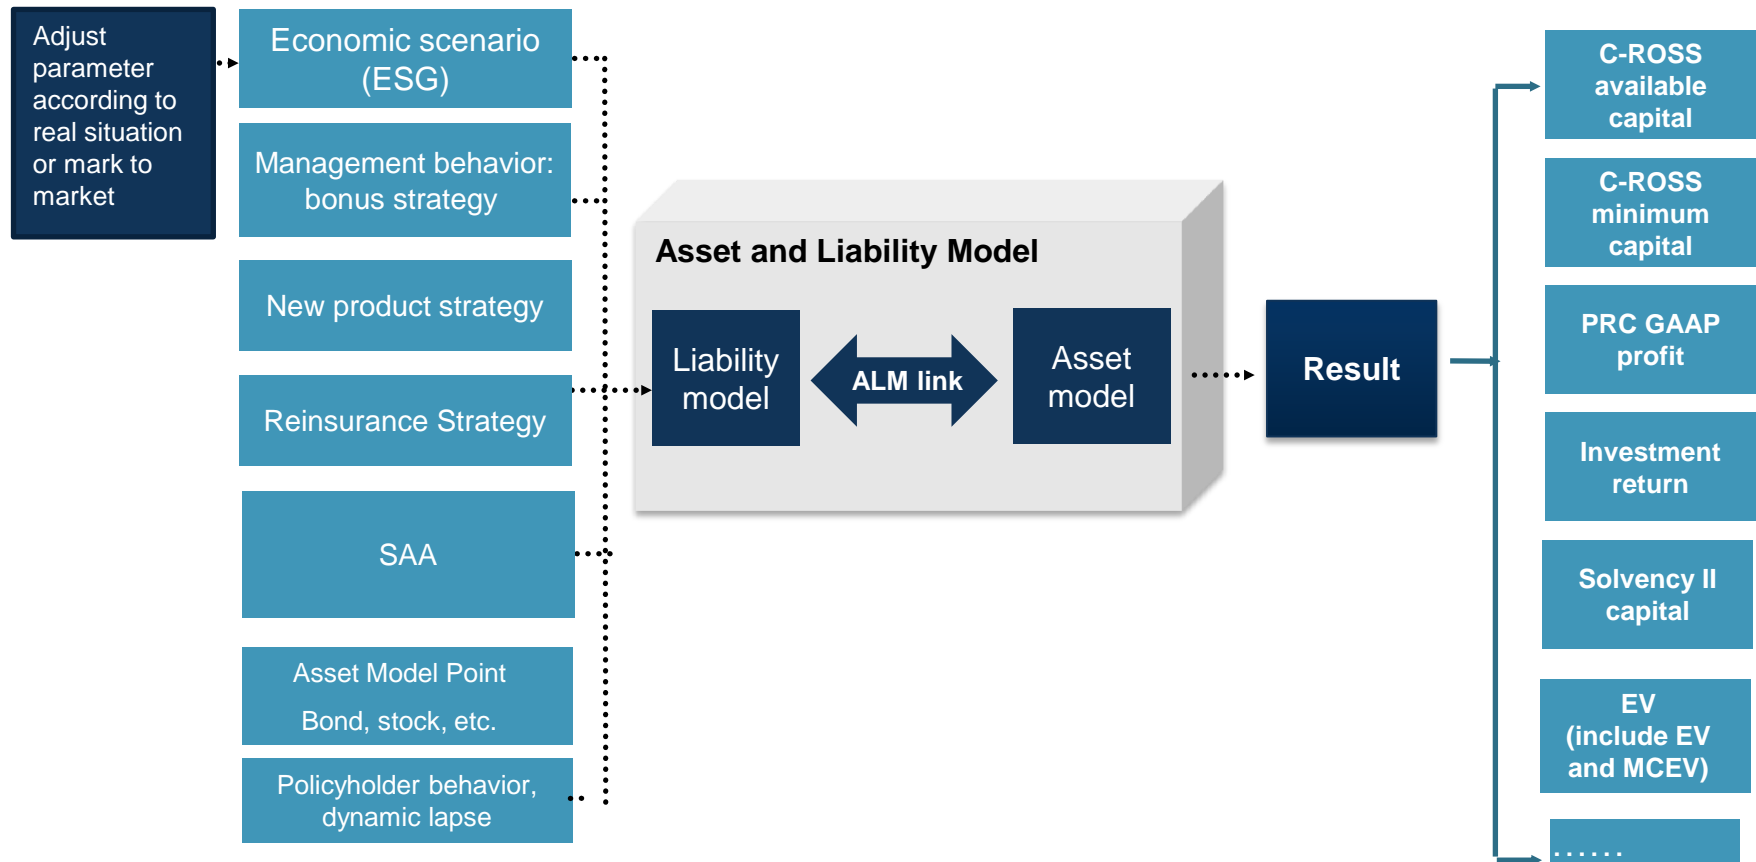 Adjust
parameter
according to
real situation
or mark to
market
Economic scenario
(ESG)
Management behavior:
bonus strategy
New product strategy
Reinsurance Strategy
SAA
Asset Model Point
Bond, stock, etc.
Policyholder behavior,
dynamic lapse
Asset and Liability Model
Liability
model
ALM link
Asset
model
Result
C-ROSS
available
capital
C-ROSS
minimum
capital
PRC GAAP
profit
Investment
return
Solvency II
capital
EV
(include EV
and MCEV)
......